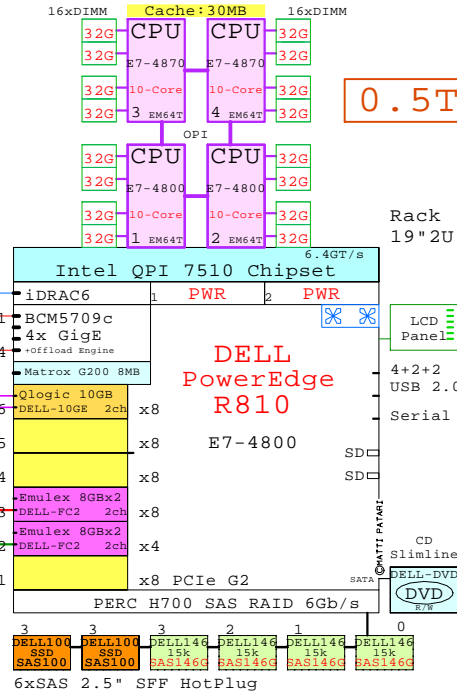 16xDIMM
Cache:30MB
16xDIMM
32G CPU CPU 32G
32G E7-4870 E7-4870 32G
32G 10-Core 10-Core 32G
32G 3 EM64T 4 EM64T 32G
0.5T
QPI
32G CPU CPU 32G
32G E7-4800 E7-4800 32G
32G 10-Core 10-Core 32G
32G 1 EM64T 2 EM64T 32G
Rack
19"2U
6.4GT/s
Intel QPI 7510 Chipset
iDRAC6
1 PWR 2 PWR
BCM5709c
4x GigE
+Offload Engine
LCD
Panel
Matrox G200 8MB
DELL
PowerEdge
R810
E7-4800
4+2+2
USB 2.0
Serial
Qlogic 10GB
6 DELL-10GE 2ch x8
5 x8
SD
4 x8
SD
Emulex 8GBx2
3 DELL-FC2 2ch x8
Emulex 8GBx2
2 DELL-FC2 2ch x4
1 x8 PCIe G2
©MATTI PATARI
SATA
CD
Slimline
DELL-DVD
DVD
R/W
PERC H700 SAS RAID 6Gb/s
3 3 3 2 1 0
DELL100 DELL100 DELL146 DELL146 DELL146 DELL146
SSD SSD 15k 15k 15k 15k
SAS100 SAS100 SAS146G SAS146G SAS146G SAS146G
6xSAS 2.5" SFF HotPlug